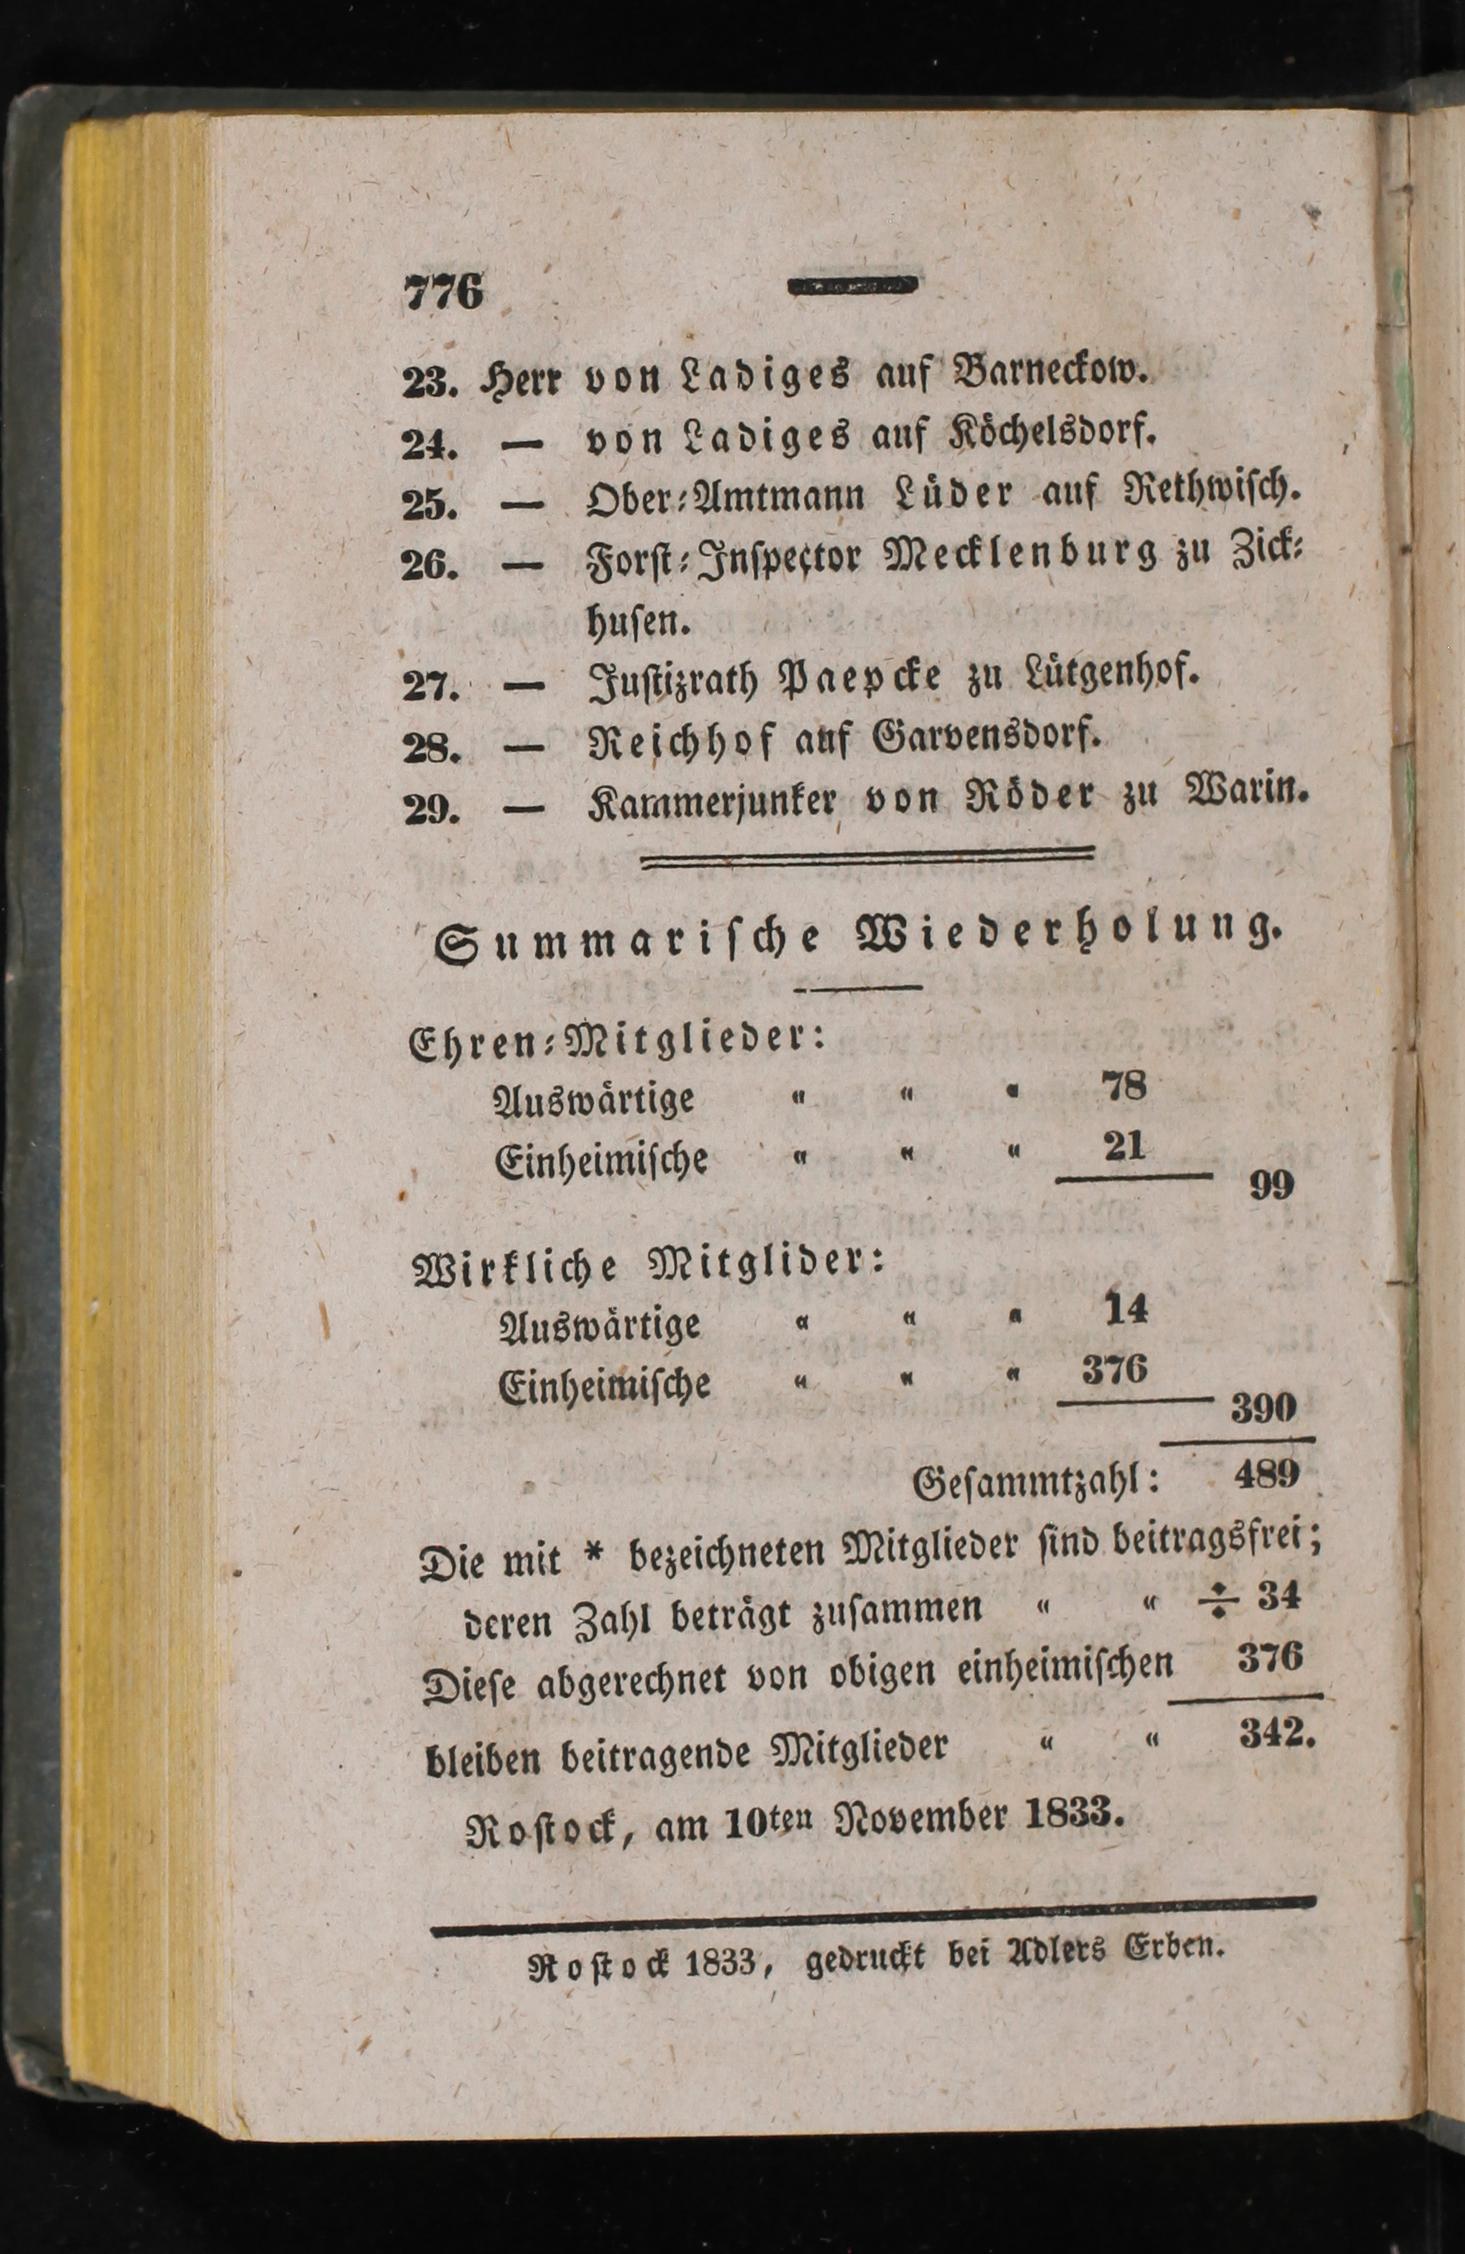 776
23. Herr von Ladiges auf Barneckow.
24. — von Ladiges auf Köchelsdorf.
25. — Ober-Amtmann Lüder auf Rethwisch.
26. — Forst-Inspector Mecklenburg zu Zick-
husen.
27. — Justizrath Paepcke zu Lütgenhof.
28. — Reichhof auf Garvensdorf.
29. — Kammerjunker von Röder zu Warin.
Summarische Wiederholung.
Ehren-Mitglieder:
Auswärtige “ “ “ 78
Einheimische “ “ “ 21
99
Wirkliche Mitglider:
Auswärtige “ “ “ 14
Einheimische “ “ “ 376
390
Gesammtzahl: 489
Die mit * bezeichneten Mitglieder sind beitragsfrei;
deren Zahl beträgt zusammen “ “ ÷ 34
Diese abgerechnet von obigen einheimischen 376
bleiben beitragende Mitglieder “ “ 342.
Rostock, am 10ten November 1833.
Rostock 1833, gedruckt bei Adlers Erben.